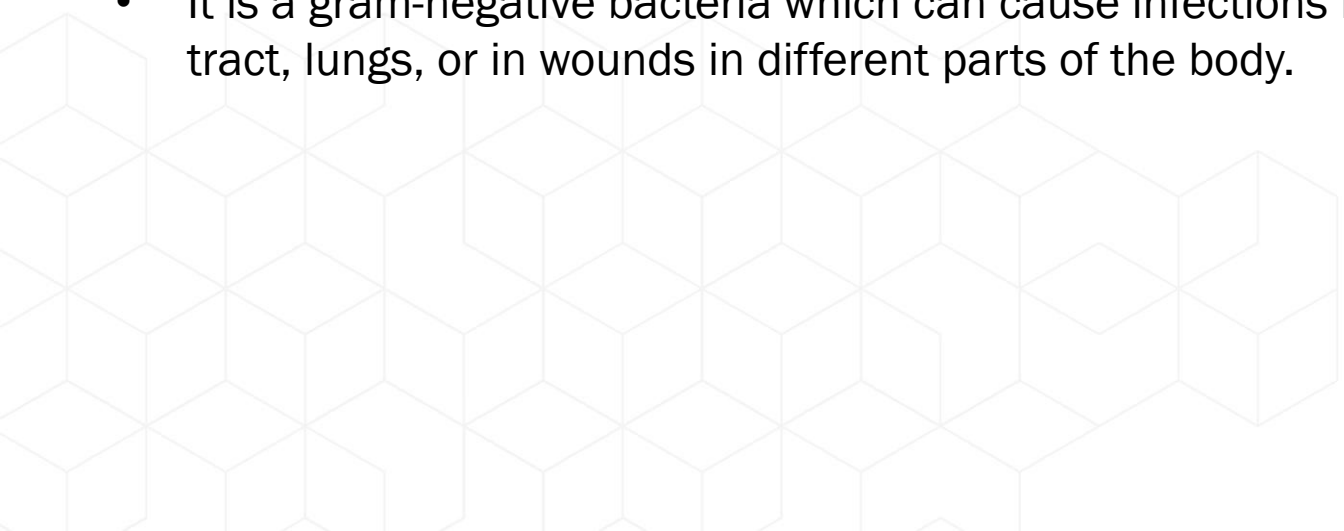 • It is a gram-negative bacteria which can cause infections
tract, lungs, or in wounds in different parts of the body.